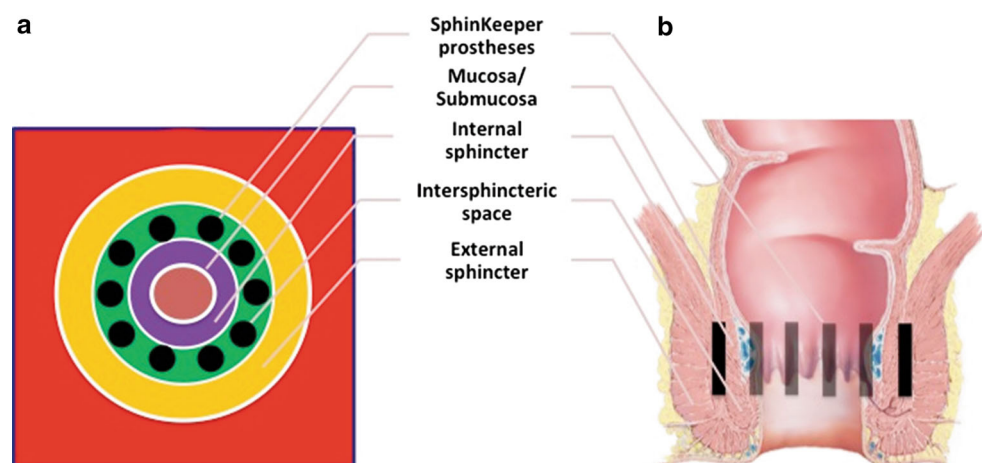 a
b
SphinKeeper
prostheses
Mucosa/
Submucosa
Internal
sphincter
Intersphincteric
space
External
sphincter